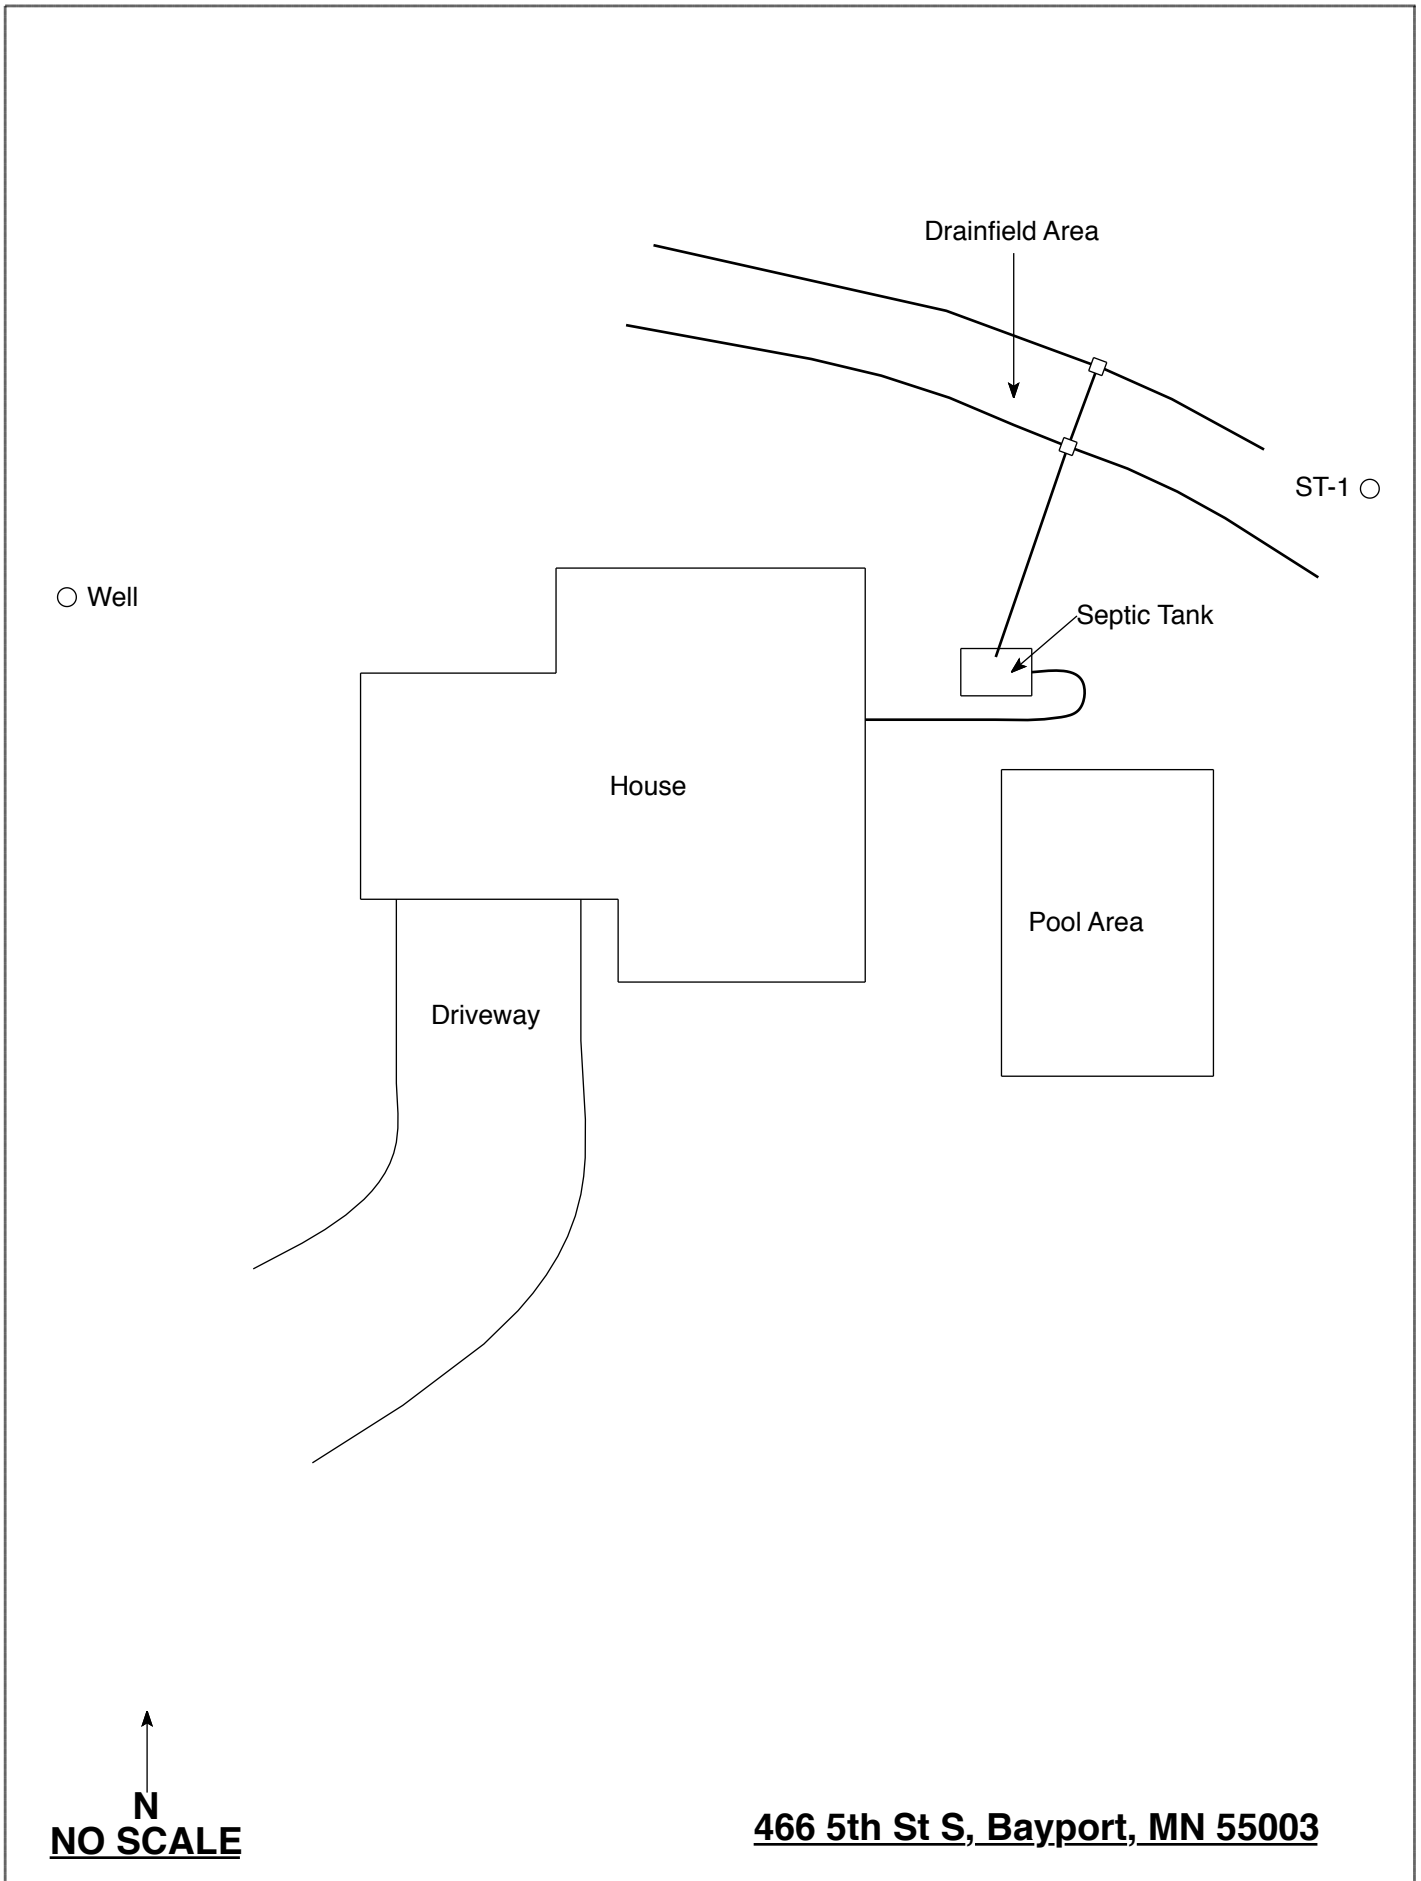 Drainfield Area
ST-1
Well
Septic Tank
House
Pool Area
Driveway
N
NO SCALE
466 5th St S, Bayport, MN 55003